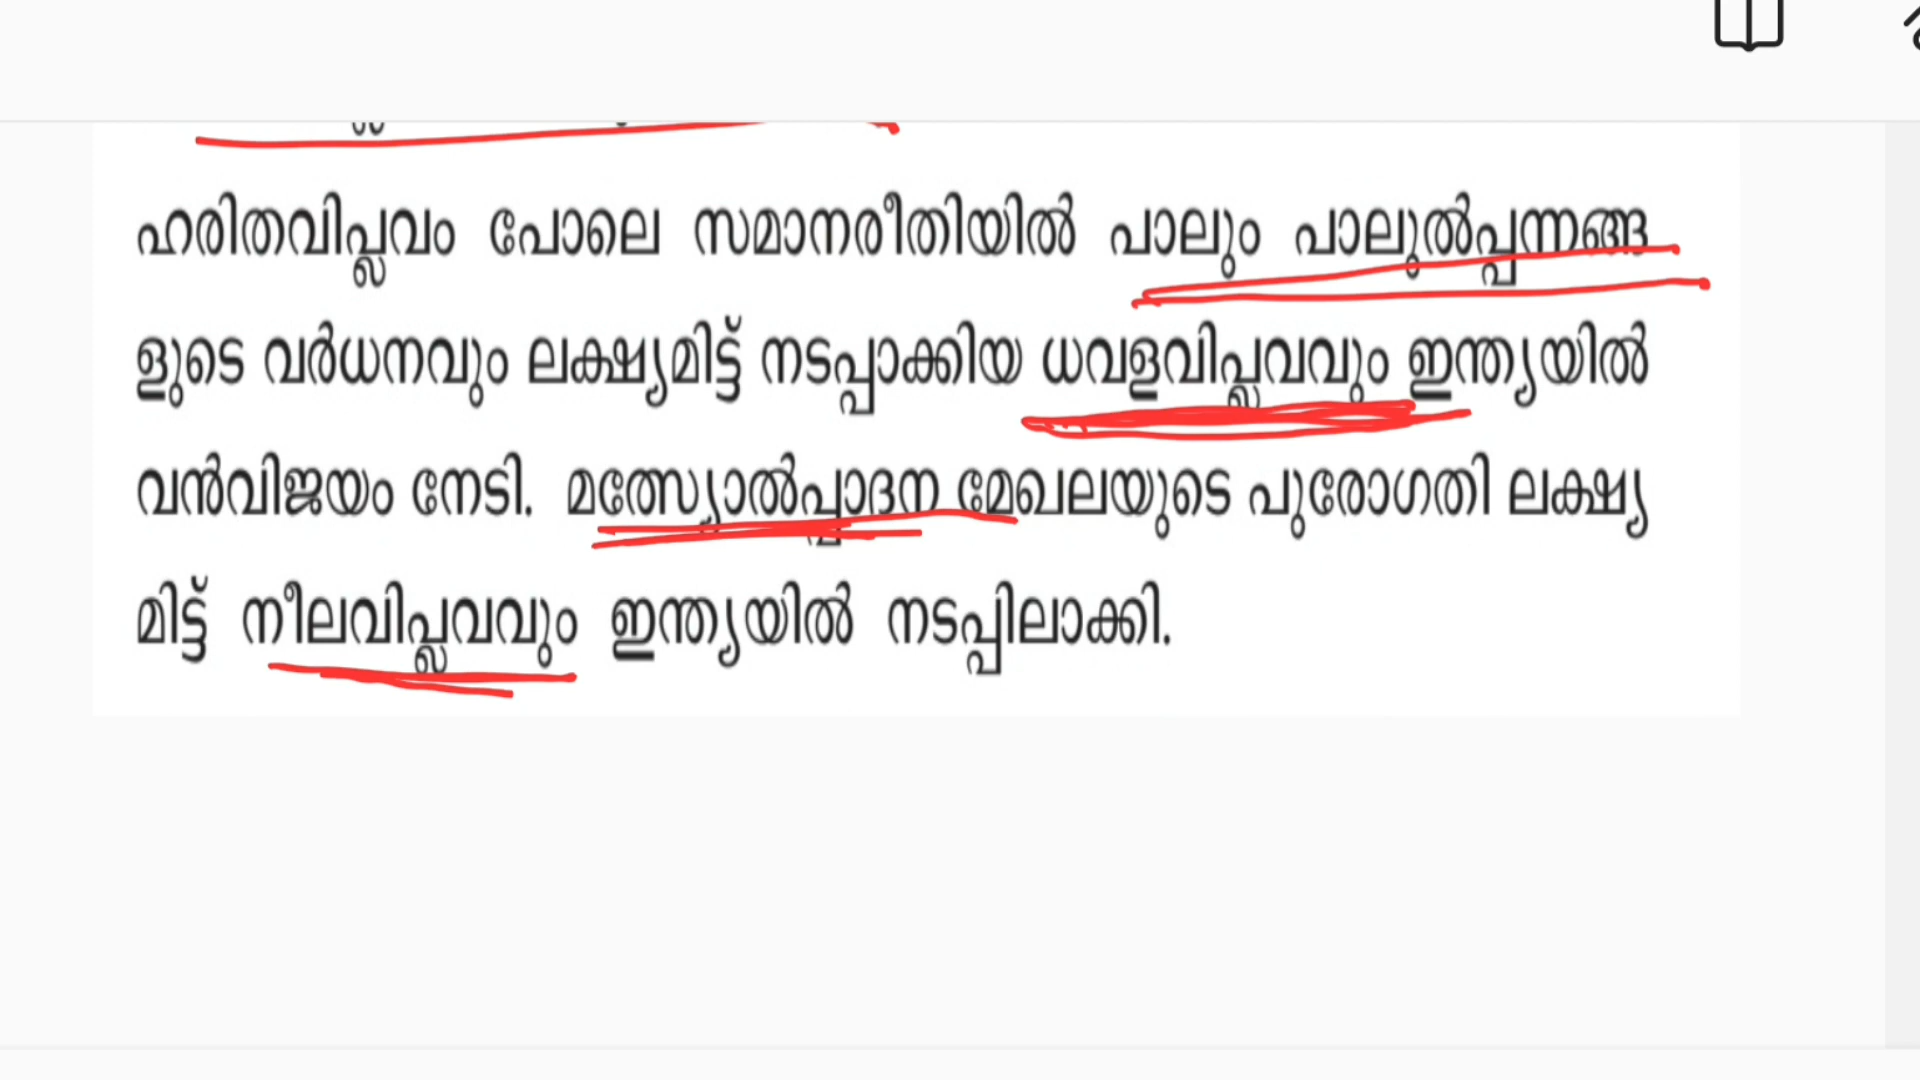 ഹരിതവിപ്ലവം പോലെ സമാനരീതിയിൽ പാലും പാലുൽപ്പന്നങ്ങ
ളുടെ വർധനവും ലക്ഷ്യമിട്ട് നടപ്പാക്കിയ ധവളവിപ്ലവവും ഇന്ത്യയിൽ
വൻവിജയം നേടി. മത്സ്യോൽപ്പാദന മേഖലയുടെ പുരോഗതി ലക്ഷ്യ
മിട്ട് നീലവിപ്ലവവും ഇന്ത്യയിൽ നടപ്പിലാക്കി.